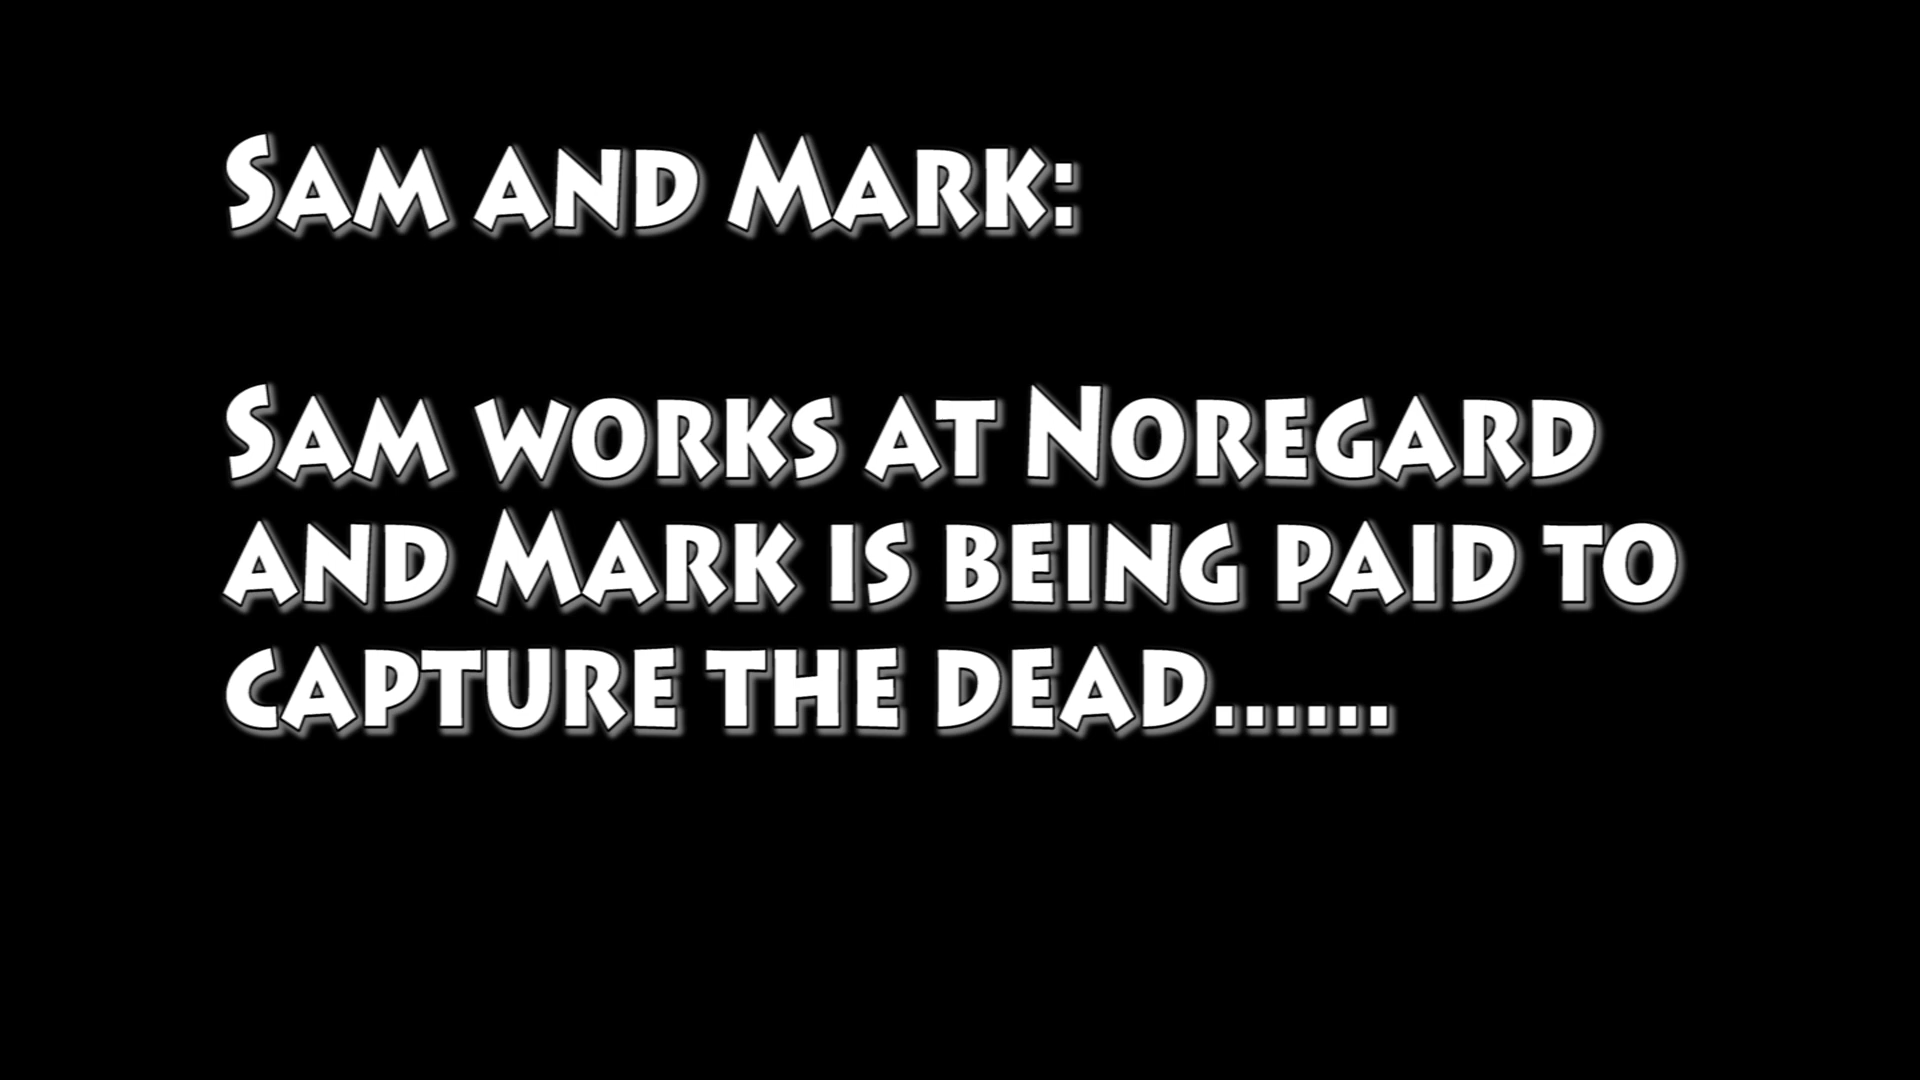 Sam and Mark:
Sam works at Noregard
and Mark is being paid to
capture the dead......